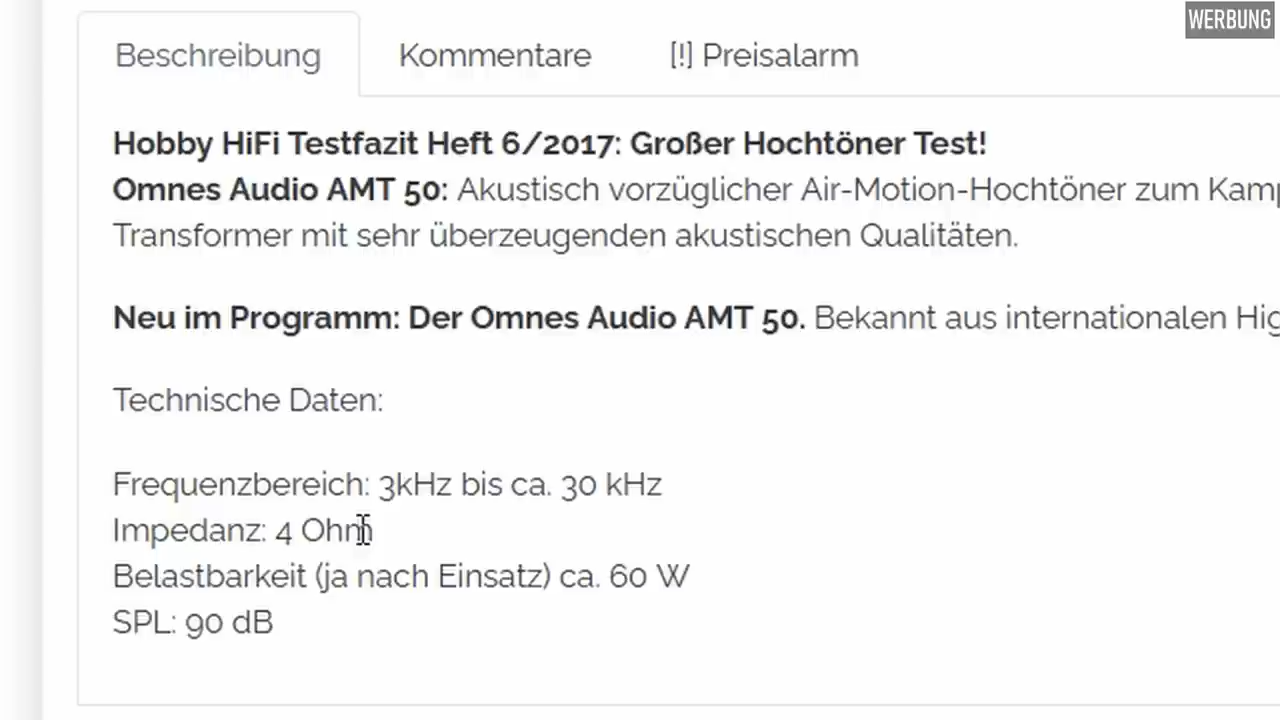 WERBUNG
Beschreibung Kommentare [!] Preisalarm
Hobby HiFi Testfazit Heft 6/2017: Großer Hochtöner Test!
Omnes Audio AMT 50: Akustisch vorzüglicher Air-Motion-Hochtöner zum
Transformer mit sehr überzeugenden akustischen Qualitäten.
Neu im Programm: Der Omnes Audio AMT 50. Bekannt aus internationalen
Technische Daten:
Frequenzbereich: 3kHz bis ca. 30 kHz
Impedanz: 4 Ohm
Belastbarkeit (ja nach Einsatz) ca. 60 W
SPL: 90 dB